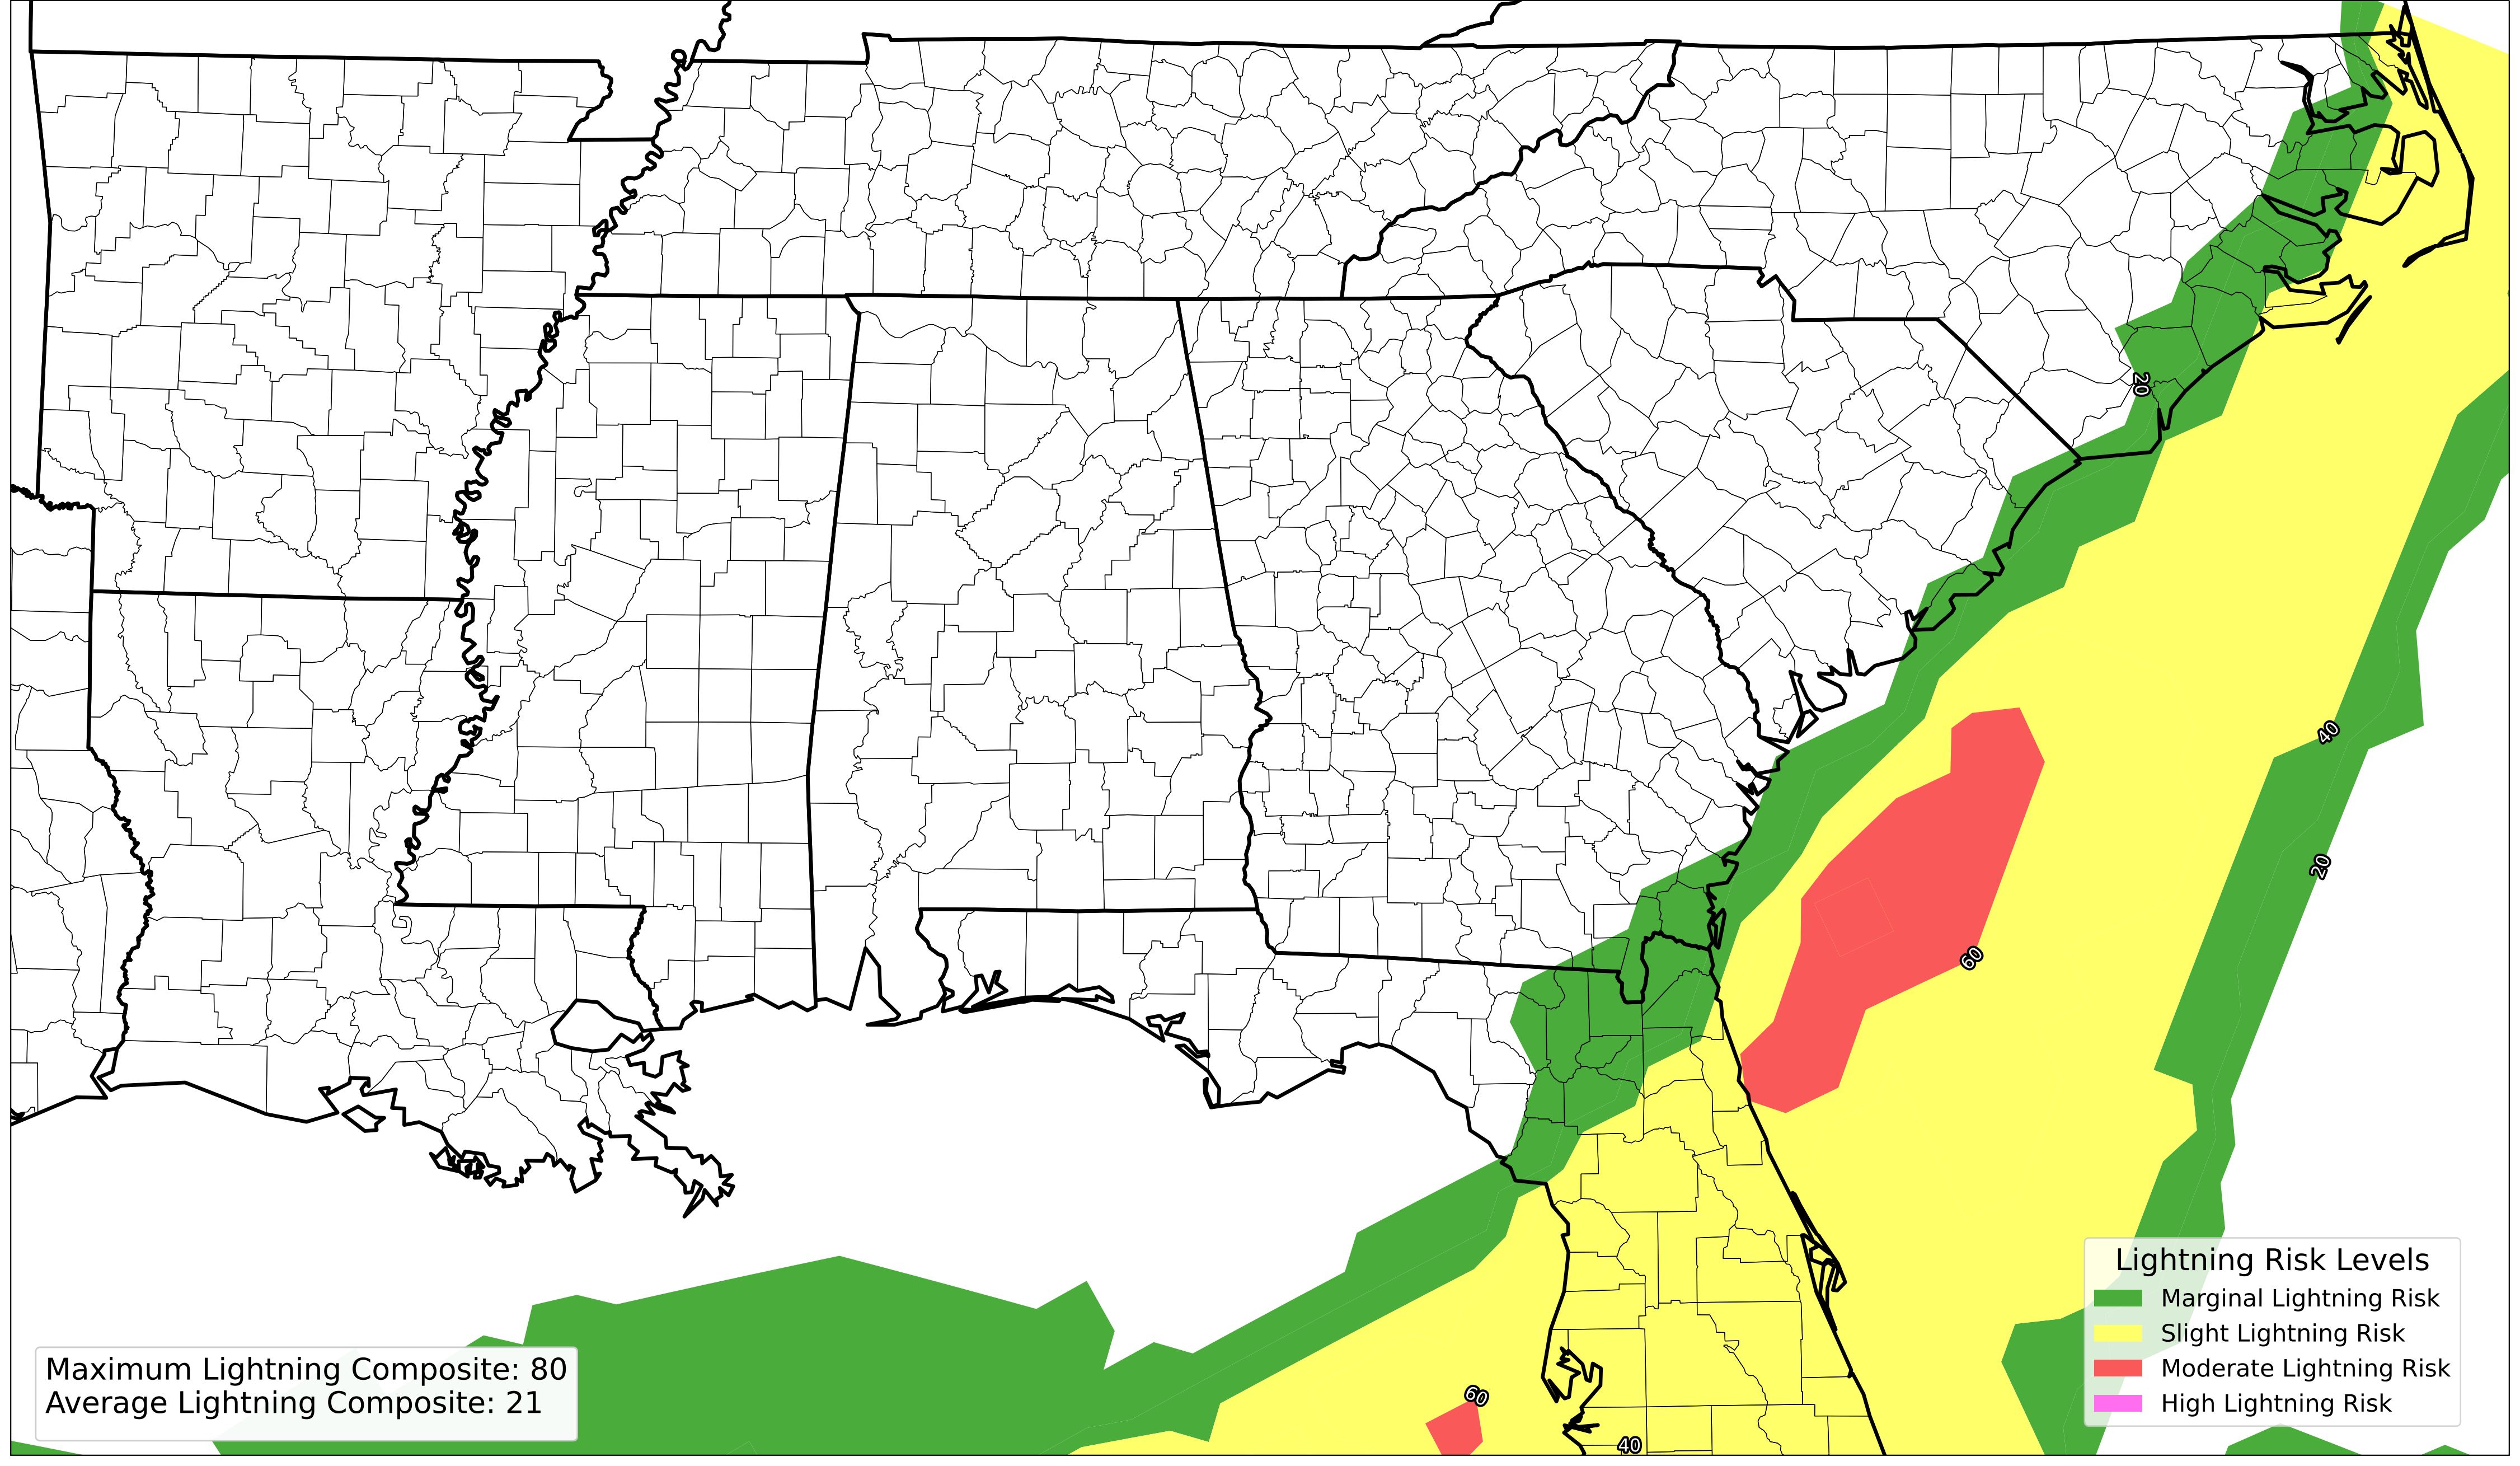 20
40
20
60
60
40
Maximum Lightning Composite: 80
Average Lightning Composite: 21
Lightning Risk Levels
Marginal Lightning Risk
Slight Lightning Risk
Moderate Lightning Risk
High Lightning Risk